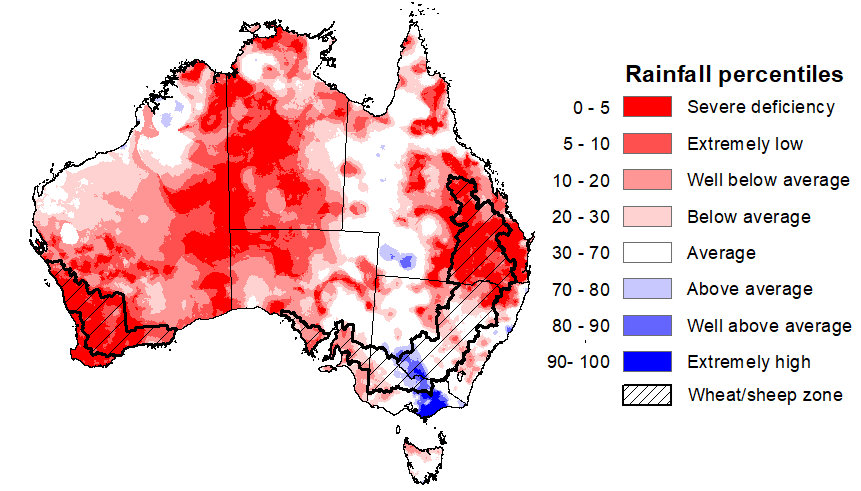 Rainfall percentiles
0 - 5 Severe deficiency
5 - 10 Extremely low
10 - 20 Well below average
20 - 30 Below average
30 - 70 Average
70 - 80 Above average
80 - 90 Well above average
90- 100 Extremely high
Wheat/sheep zone